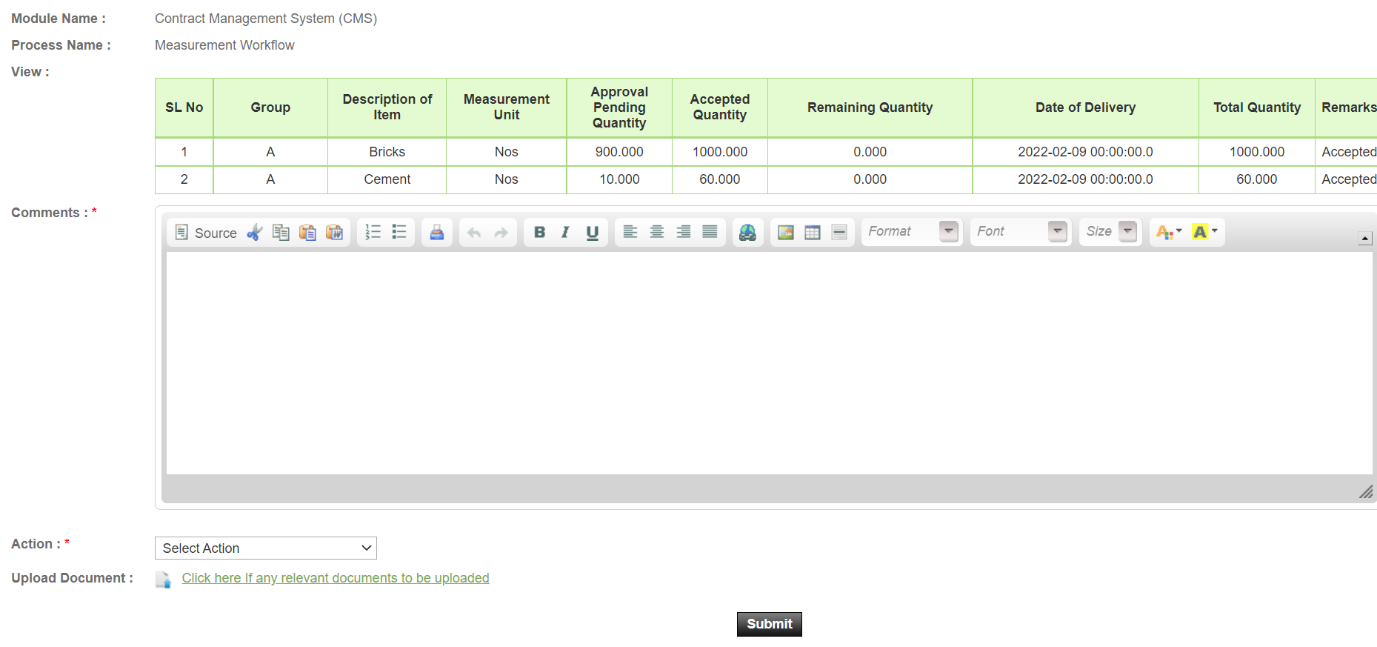 Module Name : Contract Management System (CMS)
Process Name : Measurement Workflow
View :
SL No Group Description of Item Measurement Unit Approval Pending Quantity Accepted Quantity Remaining Quantity Date of Delivery Total Quantity Remarks
1 A Bricks Nos 900.000 1000.000 0.000 2022-02-09 00:00:00.0 1000.000 Accepted
2 A Cement Nos 10.000 60.000 0.000 2022-02-09 00:00:00.0 60.000 Accepted
Comments : *
Source B I U Format Font Size A A
Action : * Select Action
Upload Document : Click here If any relevant documents to be uploaded
Submit